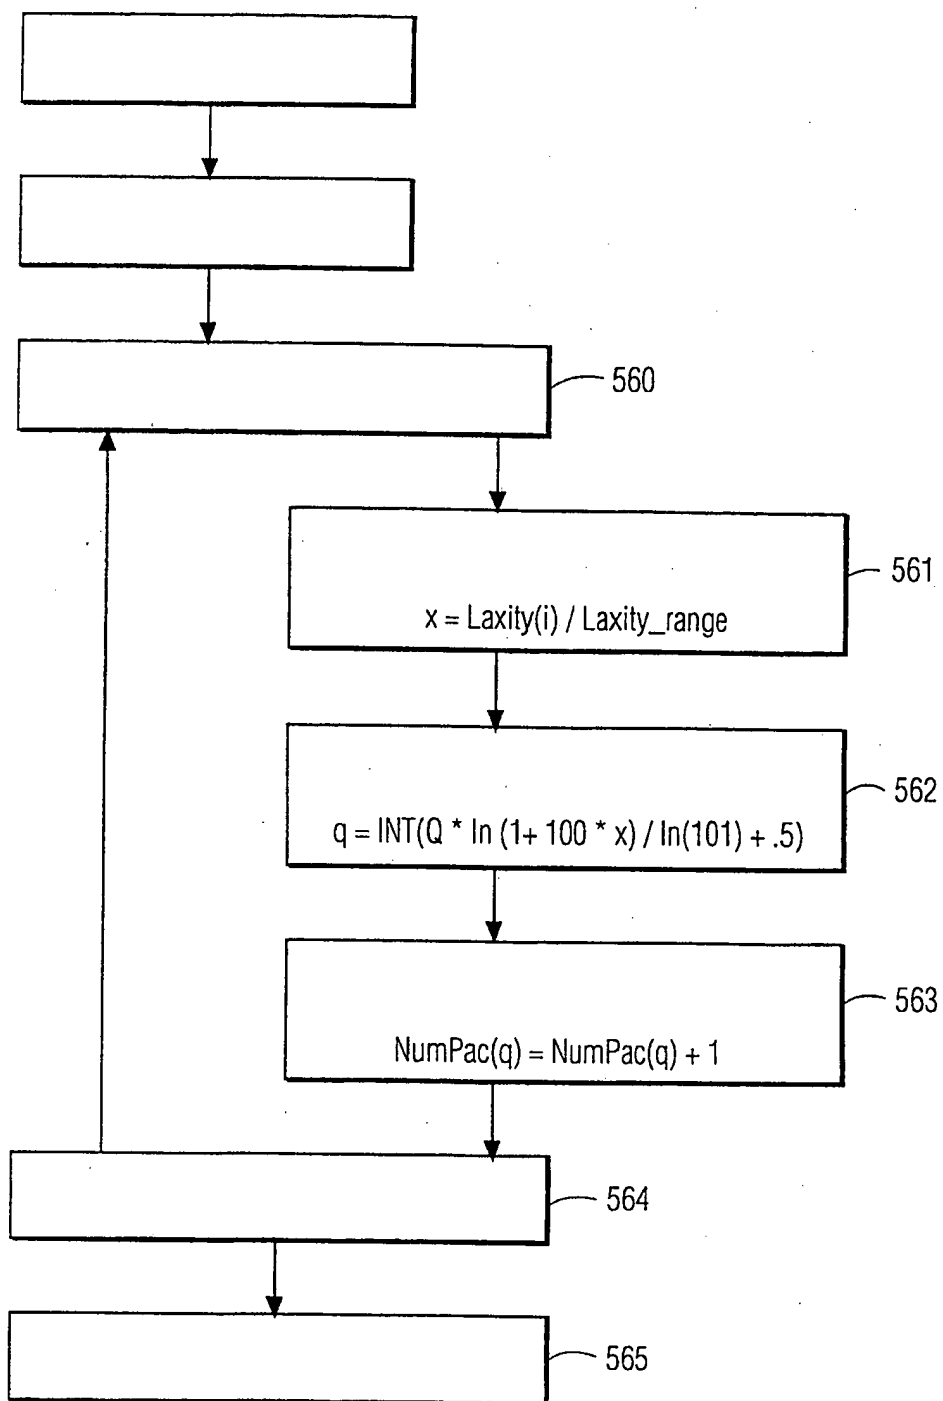 560
561
x = Laxity(i) / Laxity_range
562
q = INT(Q * ln (1+ 100 * x) / ln(101) + .5)
563
NumPac(q) = NumPac(q) + 1
564
565